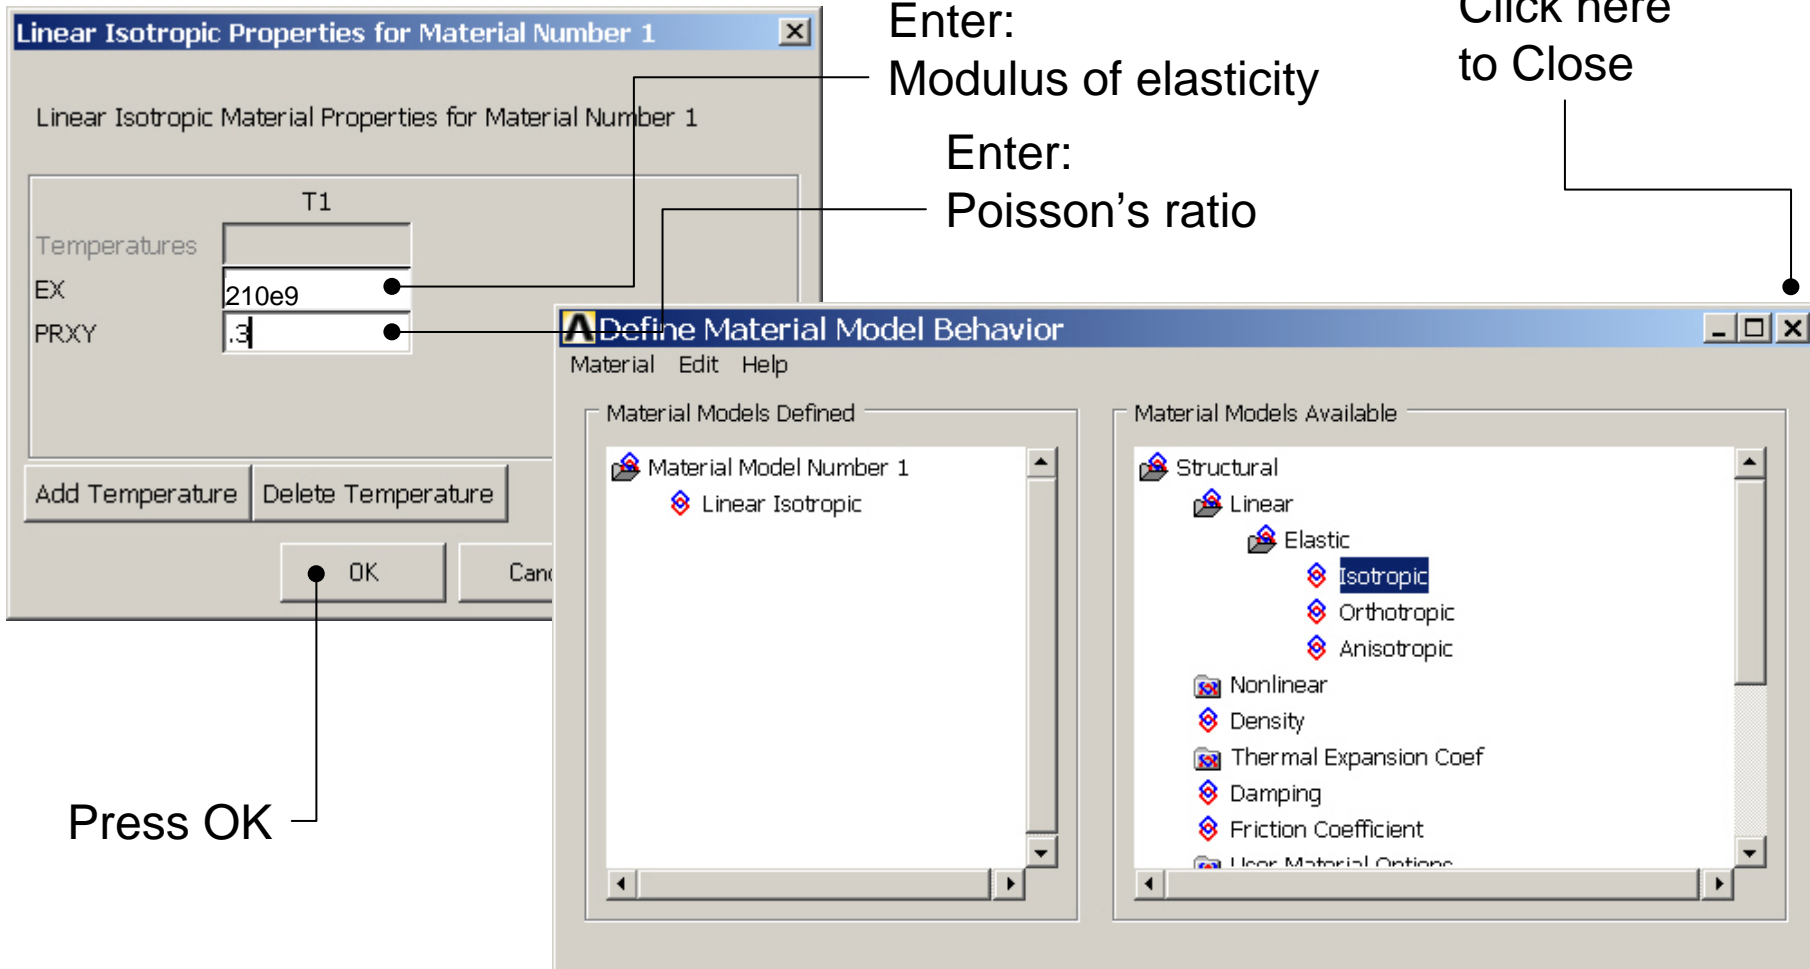 Linear Isotropic Properties for Material Number 1
Enter:
Modulus of elasticity
Click here
to Close
Linear Isotropic Material Properties for Material Number 1
Enter:
Poisson’s ratio
T1
Temperatures
EX 210e9
PRXY .3
Add Temperature Delete Temperature
OK
Press OK
Define Material Model Behavior
Material Edit Help
Material Models Defined
Material Model Number 1
Linear Isotropic
Material Models Available
Structural
Linear
Elastic
Isotropic
Orthotropic
Anisotropic
Nonlinear
Density
Thermal Expansion Coef
Damping
Friction Coefficient
User Material Options